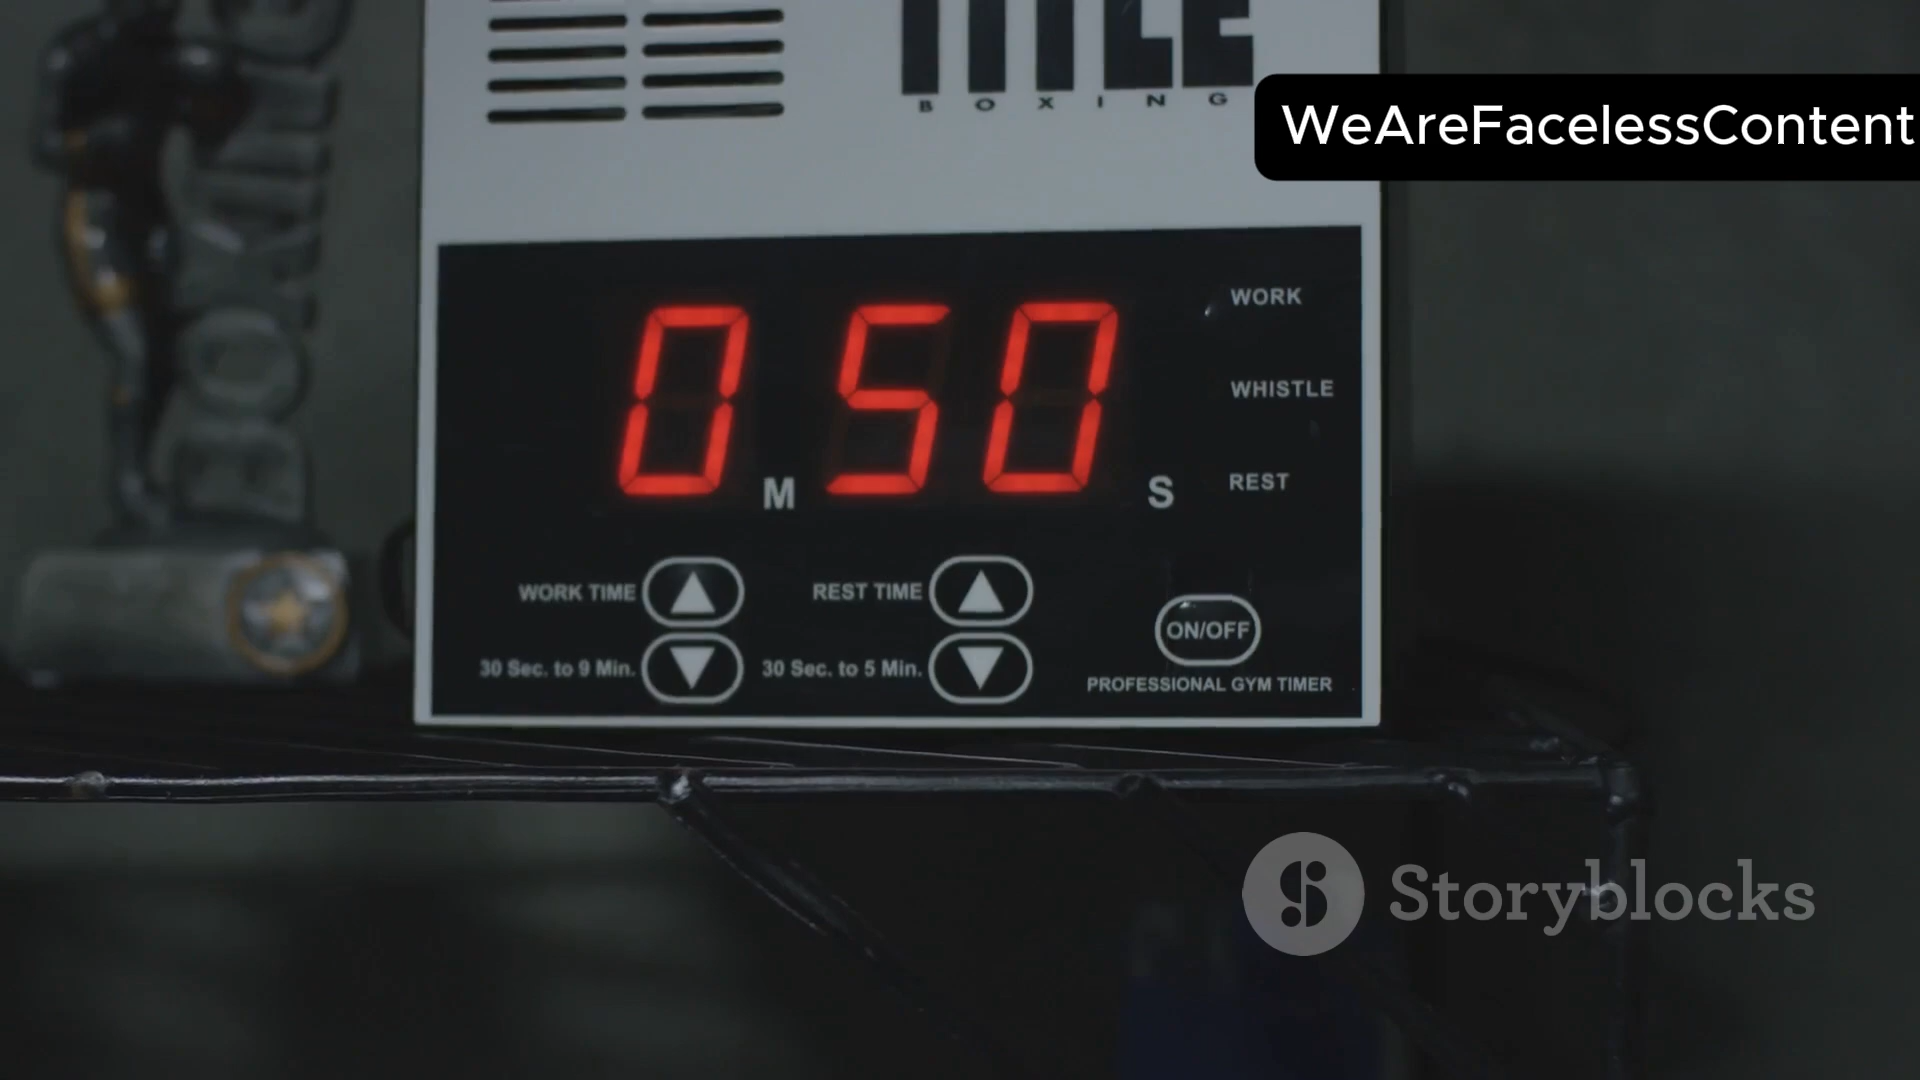 TITLE
BOXING
WeAreFacelessContent
BOXING
0 M 50 S
WORK
WHISTLE
REST
WORK TIME
REST TIME
ON/OFF
30 Sec. to 9 Min.
30 Sec. to 5 Min.
PROFESSIONAL GYM TIMER
Storyblocks